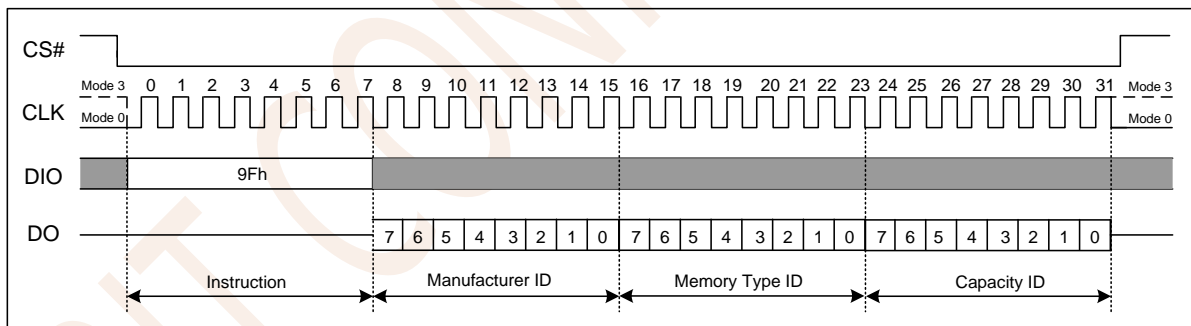 CS#
Mode 3 0 1 2 3 4 5 6 7 8 9 10 11 12 13 14 15 16 17 18 19 20 21 22 23 24 25 26 27 28 29 30 31 Mode 3
CLK
Mode 0 Mode 0
DIO 9Fh
DO 7 6 5 4 3 2 1 0 7 6 5 4 3 2 1 0 7 6 5 4 3 2 1 0
Instruction Manufacturer ID Memory Type ID Capacity ID